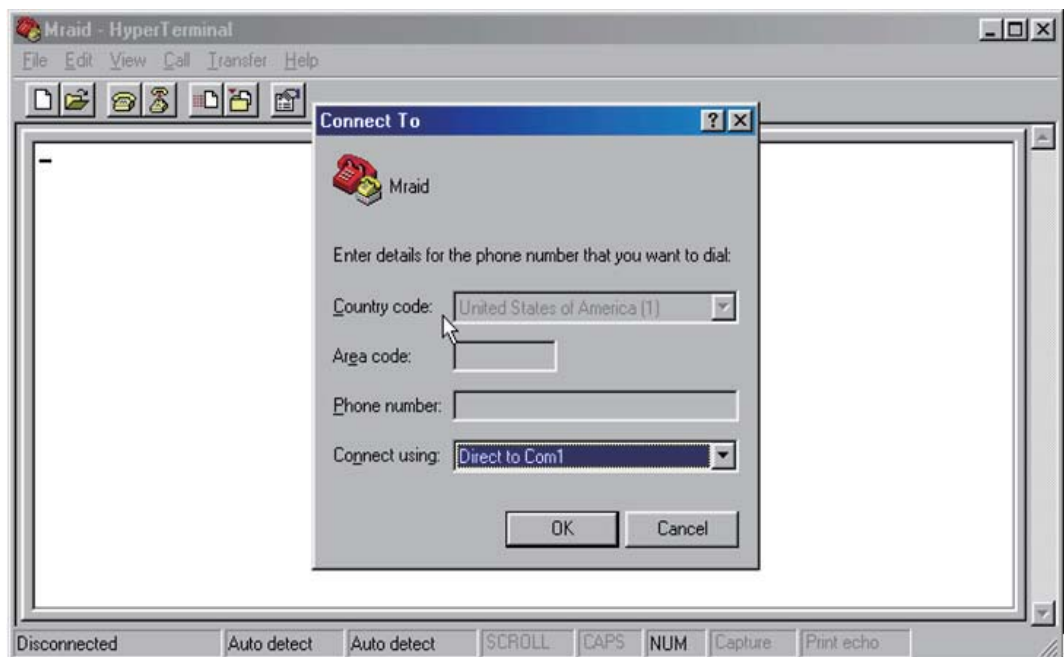 Mraid - HyperTerminal
File Edit View Call Transfer Help
Connect To
Mraid
Enter details for the phone number that you want to dial:
Country code: United States of America (1)
Area code:
Phone number:
Connect using: Direct to Com1
OK Cancel
Disconnected Auto detect Auto detect SCROLL CAPS NUM Capture Print echo